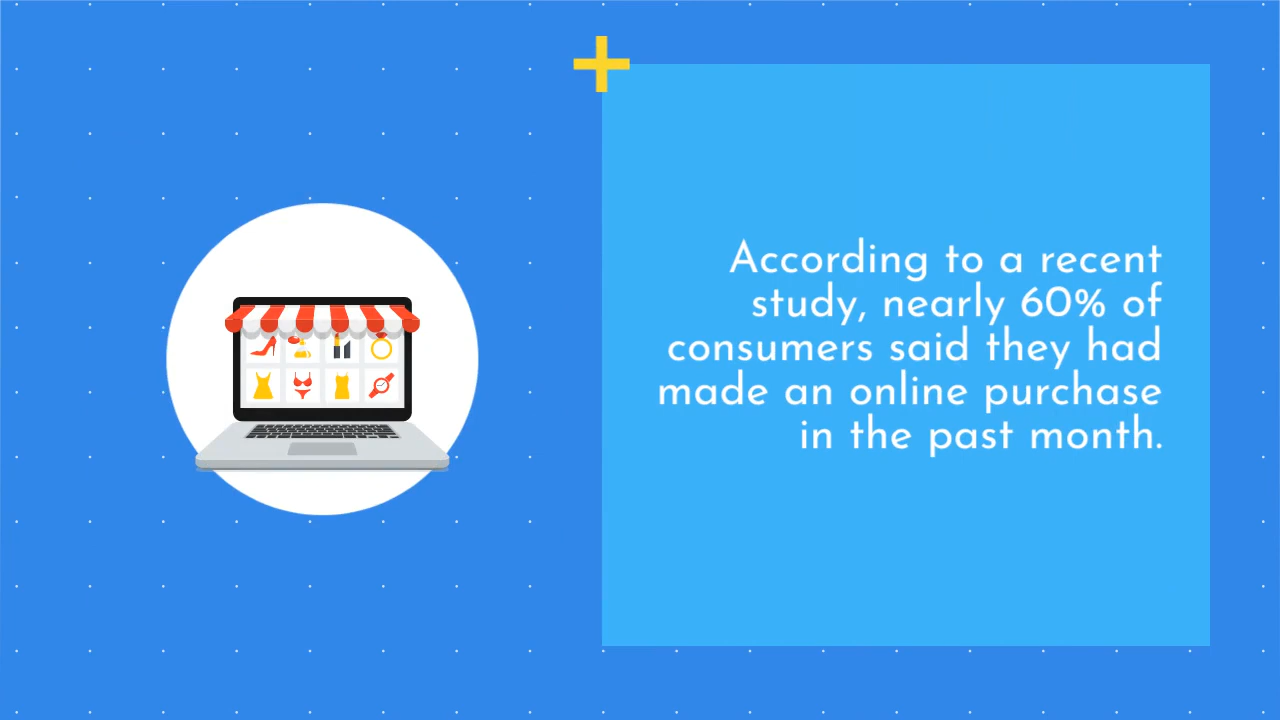 According to a recent
study, nearly 60% of
consumers said they had
made an online purchase
in the past month.